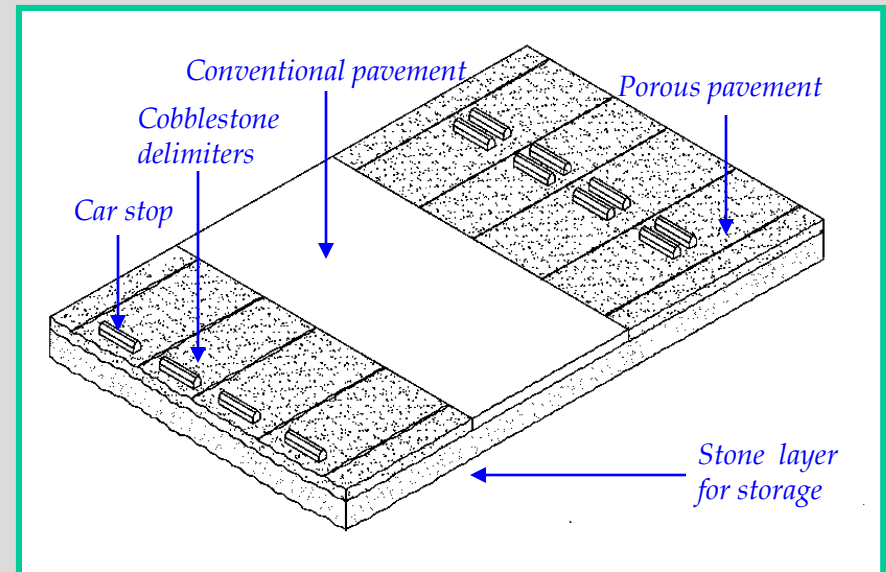 Conventional pavement
Porous pavement
Cobblestone
delimiters
Car stop
Stone layer
for storage